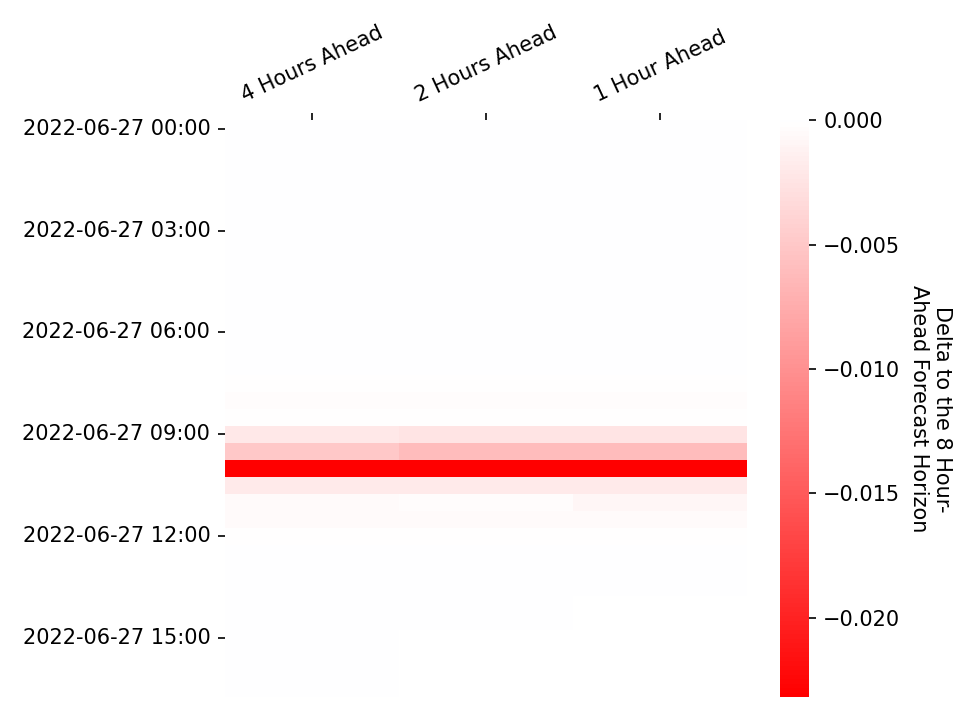 4 Hours Ahead
2 Hours Ahead
1 Hour Ahead
2022-06-27 00:00
2022-06-27 03:00
2022-06-27 06:00
2022-06-27 09:00
2022-06-27 12:00
2022-06-27 15:00
0.000
−0.005
−0.010
−0.015
−0.020
Delta to the 8 Hour-
Ahead Forecast Horizon